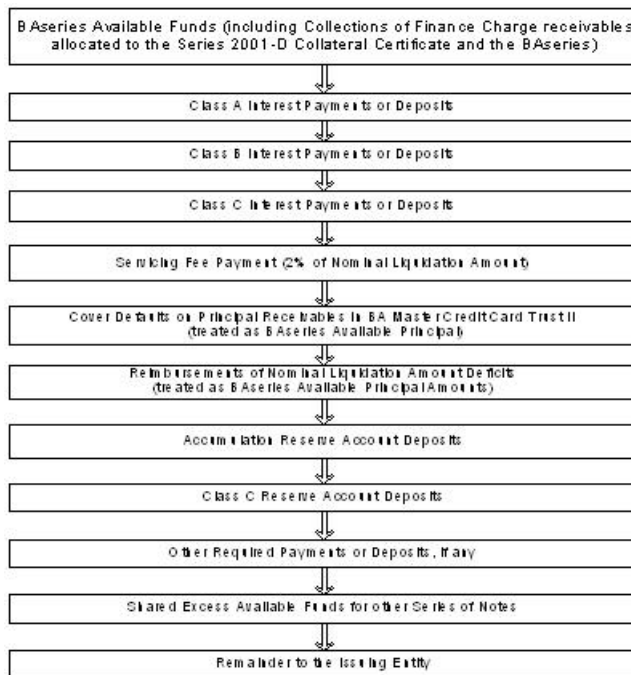 BAseries Available Funds (including Collections of Finance Charge receivables
allocated to the Series 2001-D Collateral Certificate and the BAseries)
Class A Interest Payments or Deposits
Class B Interest Payments or Deposits
Class C Interest Payments or Deposits
Servicing Fee Payment (2% of Nominal Liquidation Amount)
Cover Defaults on Principal Receivables in BA Master Credit Card Trust II
(treated as BAseries Available Principal)
Reimbursements of Nominal Liquidation Amount Deficits
(treated as BAseries Available Principal Amounts)
Accumulation Reserve Account Deposits
Class C Reserve Account Deposits
Other Required Payments or Deposits, if any
Shared Excess Available Funds for other Series of Notes
Remainder to the Issuing Entity